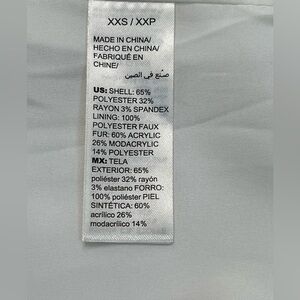 XXS / XXP
MADE IN CHINA/
HECHO EN CHINA/
FABRIQUÉ EN
CHINE/
صنع في الصين
US: SHELL: 65%
POLYESTER 32%
RAYON 3% SPANDEX
LINING: 100%
POLYESTER FAUX
FUR: 60% ACRYLIC
26% MODACRYLIC
14% POLYESTER
MX: TELA
EXTERIOR: 65%
poliéster 32% rayón
3% elastano FORRO:
100% poliéster PIEL
SINTÉTICA: 60%
acrílico 26%
modacrílico 14%